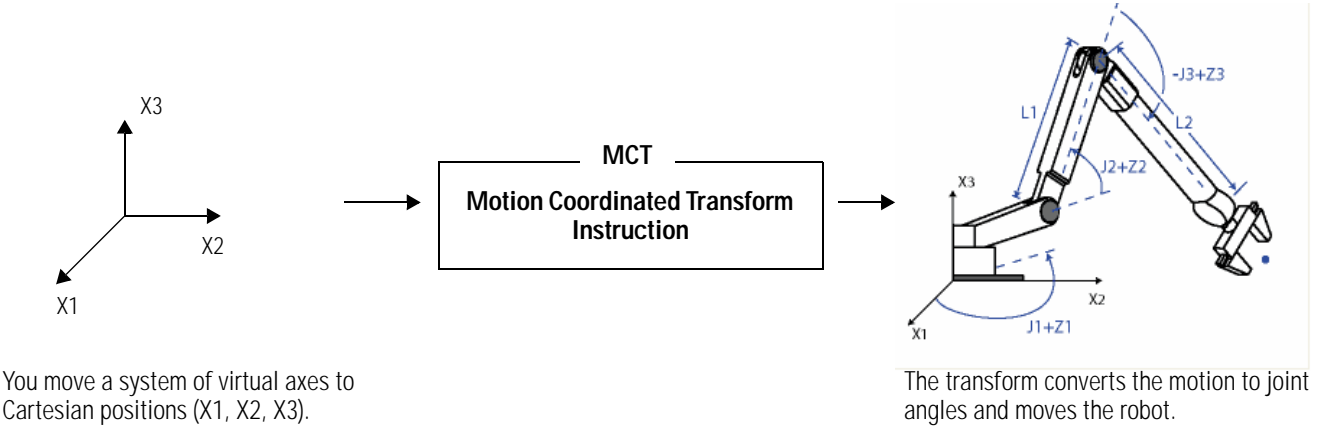 X3
X2
X1
You move a system of virtual axes to
Cartesian positions (X1, X2, X3).
MCT
Motion Coordinated Transform
Instruction
-J3+Z3
L1
L2
J2+Z2
X3
X2
J1+Z1
X1
The transform converts the motion to joint
angles and moves the robot.